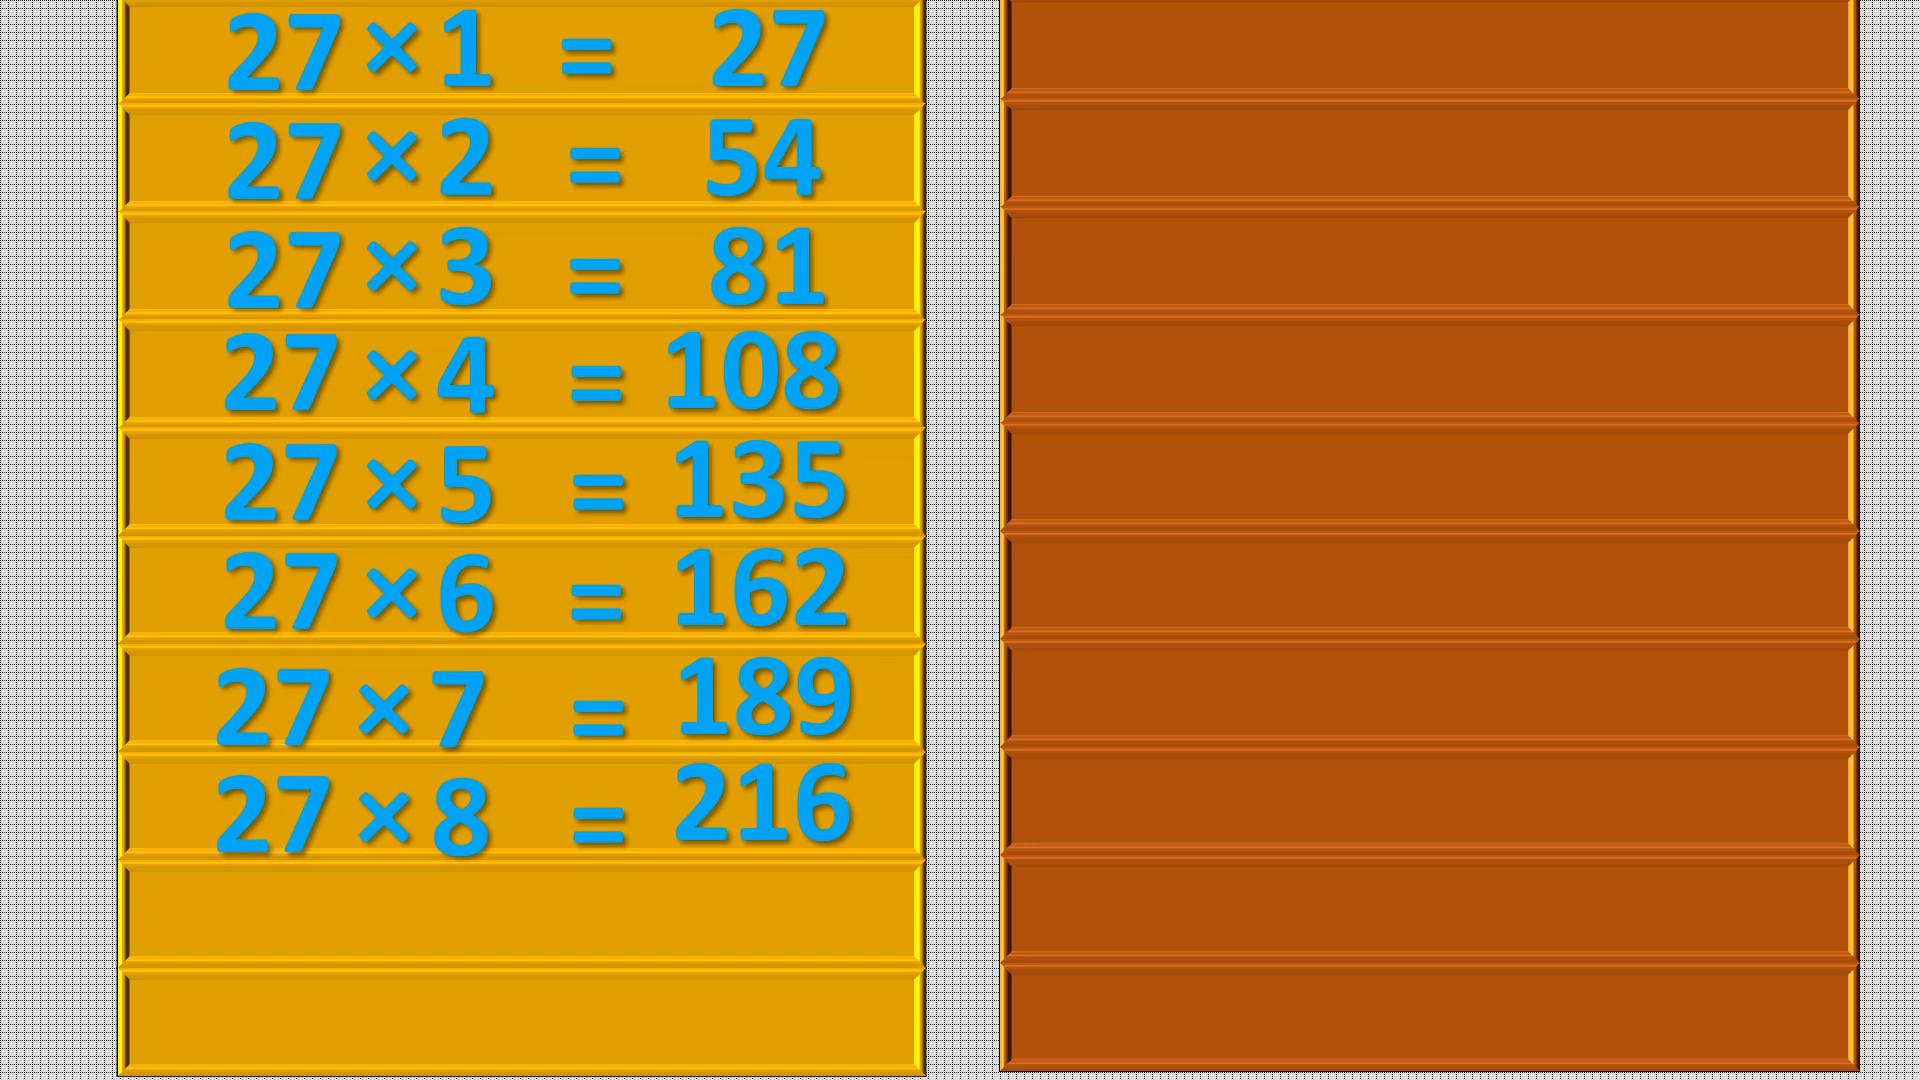 27 × 1 = 27
27 × 2 = 54
27 × 3 = 81
27 × 4 = 108
27 × 5 = 135
27 × 6 = 162
27 × 7 = 189
27 × 8 = 216